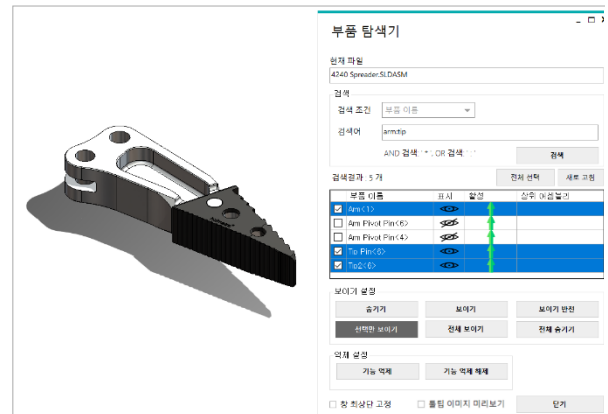 부품 탐색기
현재 파일
4240 Spreader.SLDASM
검색
검색 조건 부품 이름
검색어 arm;tip
AND 검색 : * , OR 검색 : ;
검색
검색결과 : 5 개 전체 선택 새로 고침
부품 이름 표시 활성 상위 어셈블리
Arm<1>
Arm Pivot Pin<6>
Arm Pivot Pin<4>
Tip Pin<6>
Tip2<6>
보이기 설정
숨기기 보이기 보이기 반전
선택만 보이기 전체 보이기 전체 숨기기
억제 설정
기능 억제 기능 억제 해제
창 최상단 고정 툴팁 이미지 미리보기 닫기